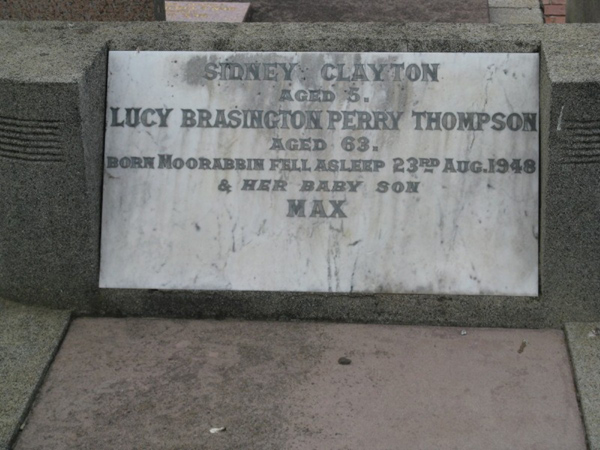 SIDNEY CLAYTON
AGED 5.
LUCY BRASINGTON PERRY THOMPSON
AGED 63.
BORN MOORABBIN FELL ASLEEP 23RD AUG. 1948
& HER BABY SON
MAX